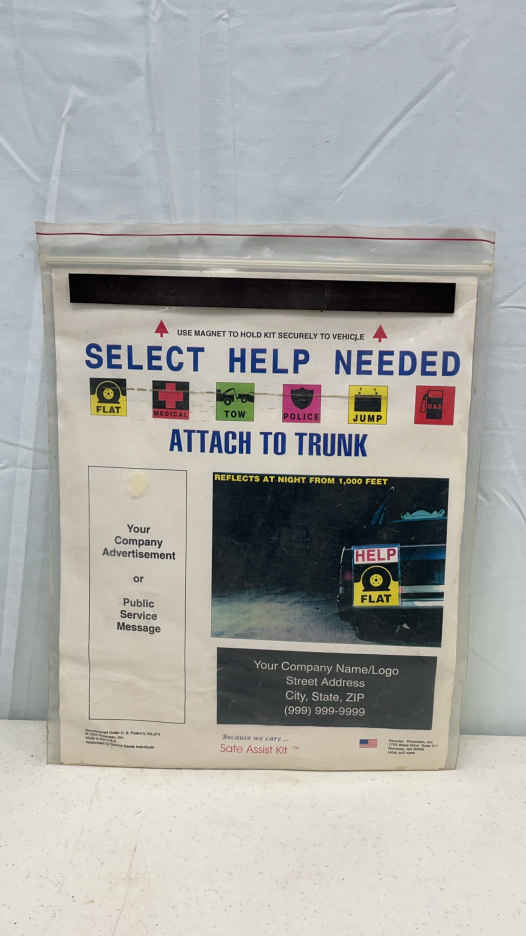 USE MAGNET TO HOLD KIT SECURELY TO VEHICLE
SELECT HELP NEEDED
FLAT
MEDICAL
TOW
POLICE
JUMP
GAS
ATTACH TO TRUNK
Your
Company
Advertisement
or
Public
Service
Message
REFLECTS AT NIGHT FROM 1,000 FEET
HELP
FLAT
Your Company Name/Logo
Street Address
City, State, ZIP
(999) 999-9999
Because we care...
Safe Assist Kit ™